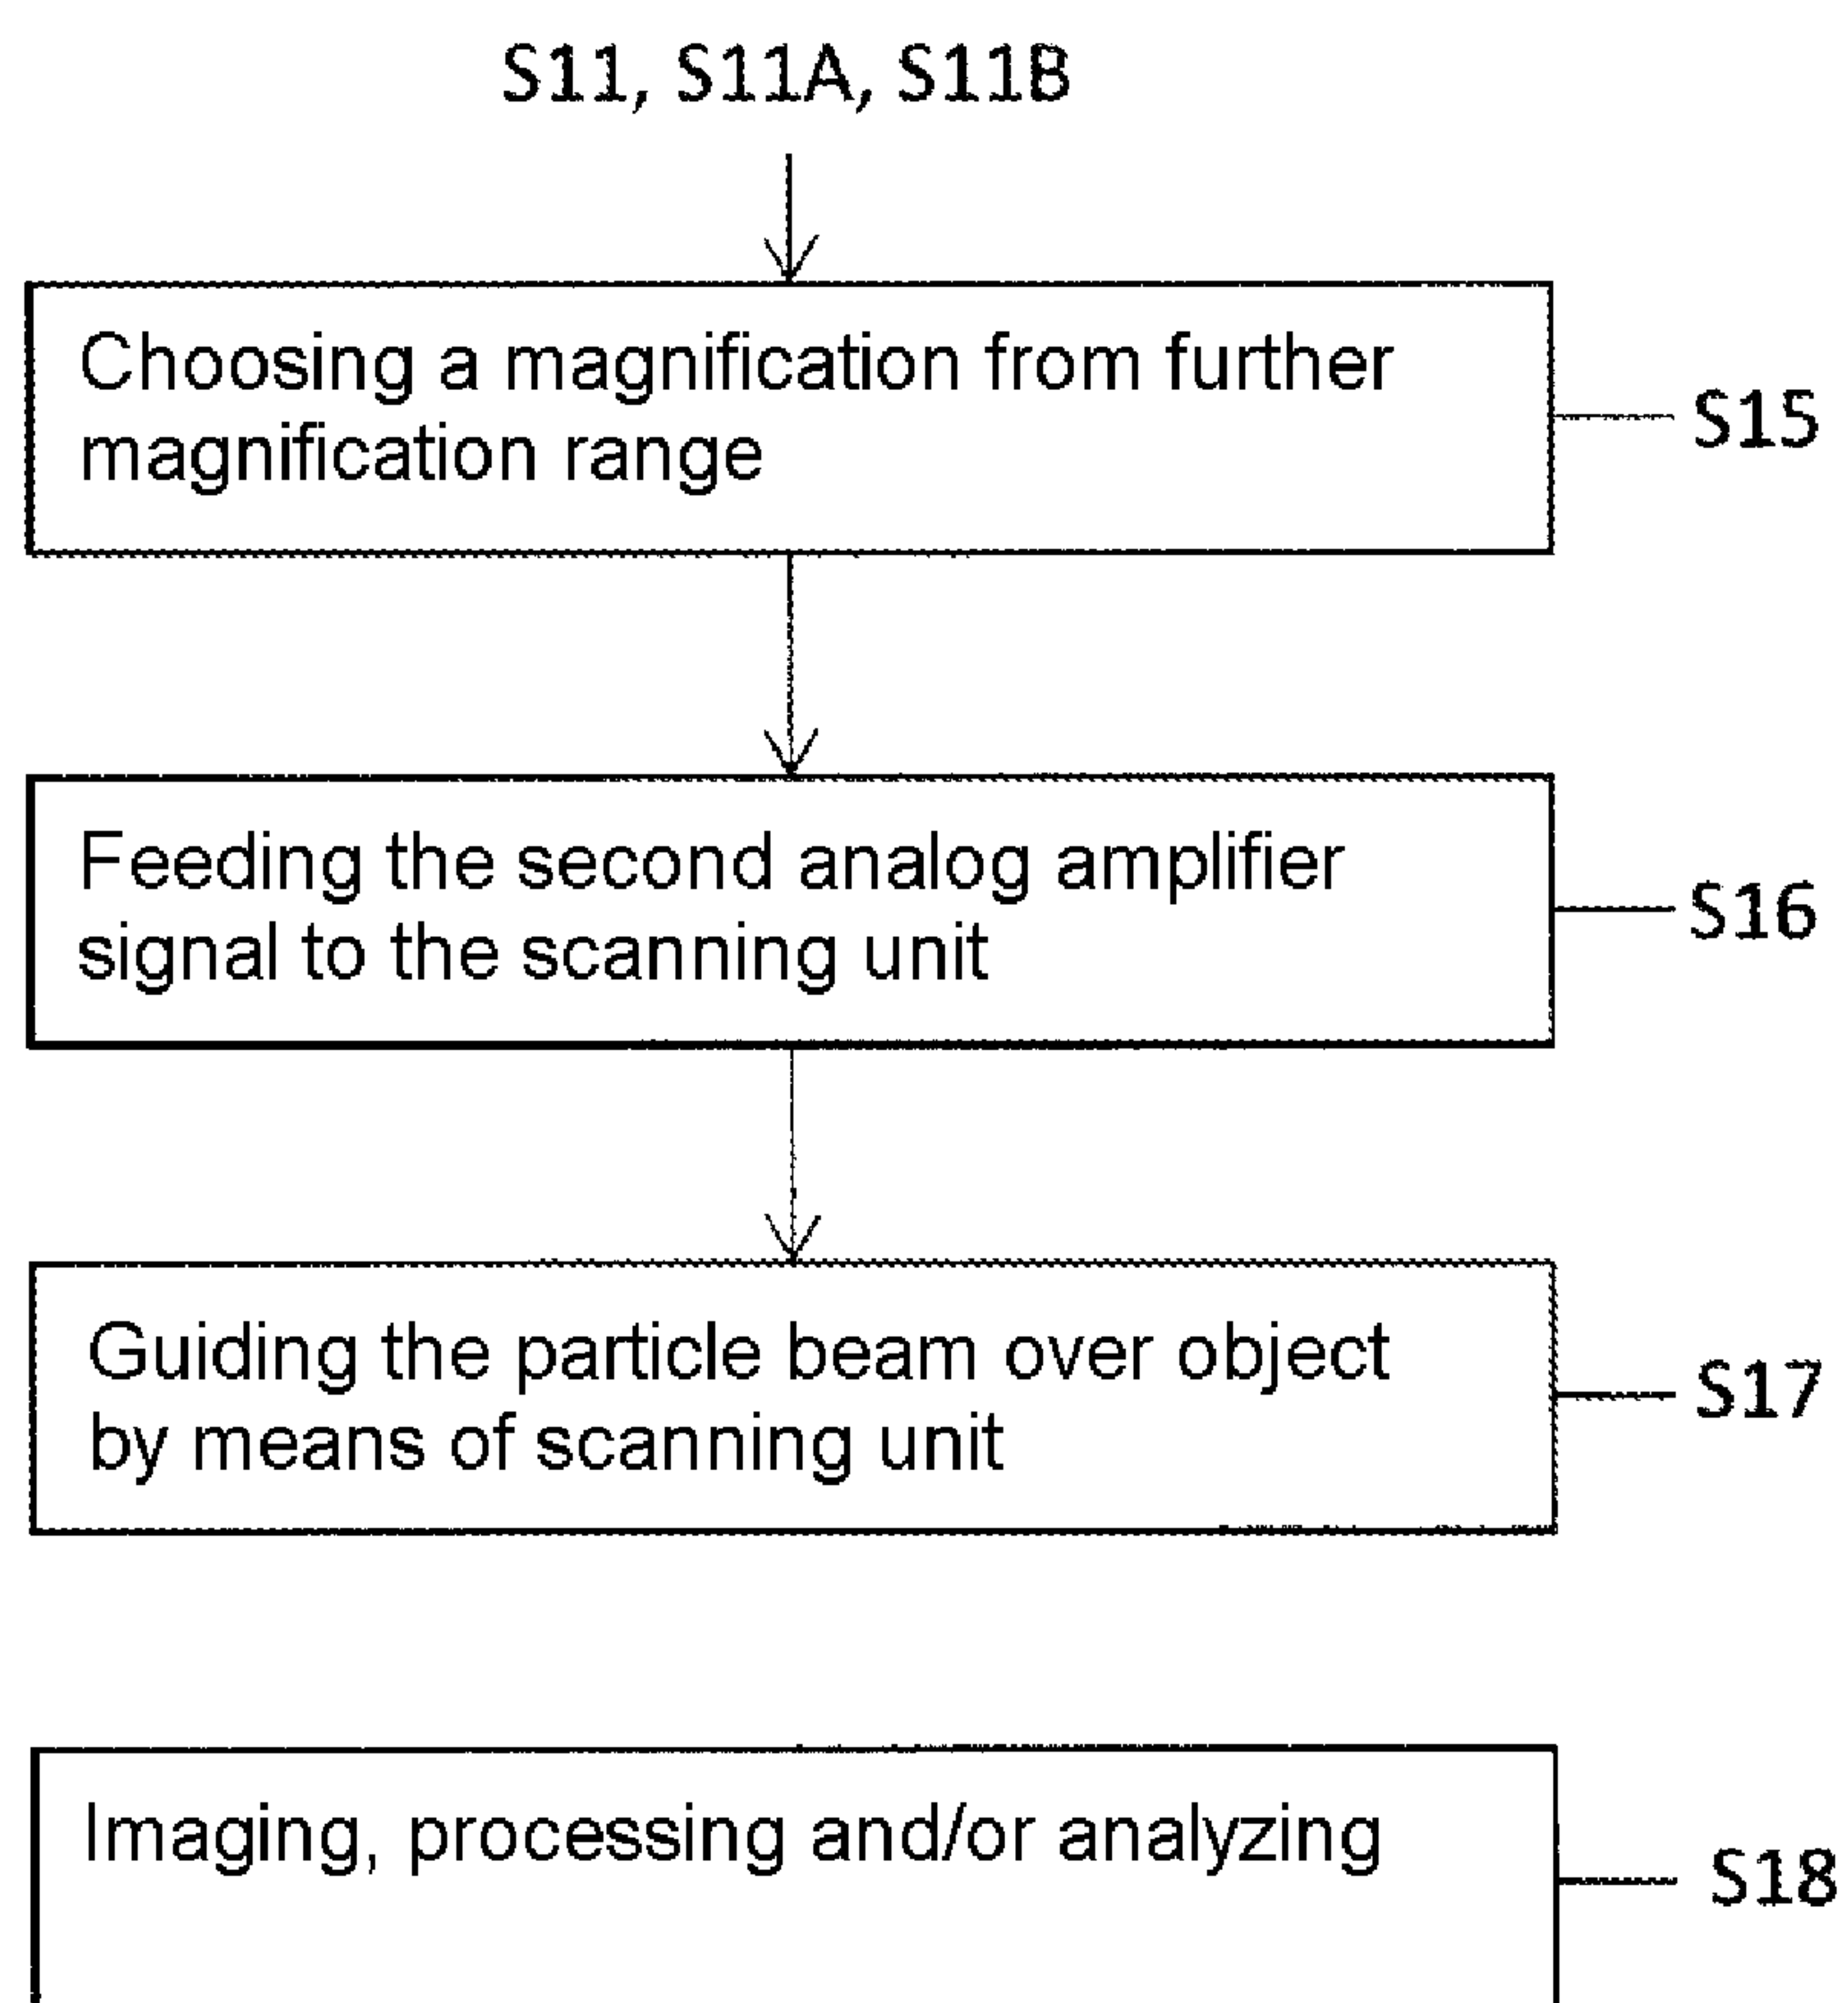 S11, S11A, S11B
Choosing a magnification from further
magnification range
S15
Feeding the second analog amplifier
signal to the scanning unit
S16
Guiding the particle beam over object
by means of scanning unit
S17
Imaging, processing and/or analyzing
S18